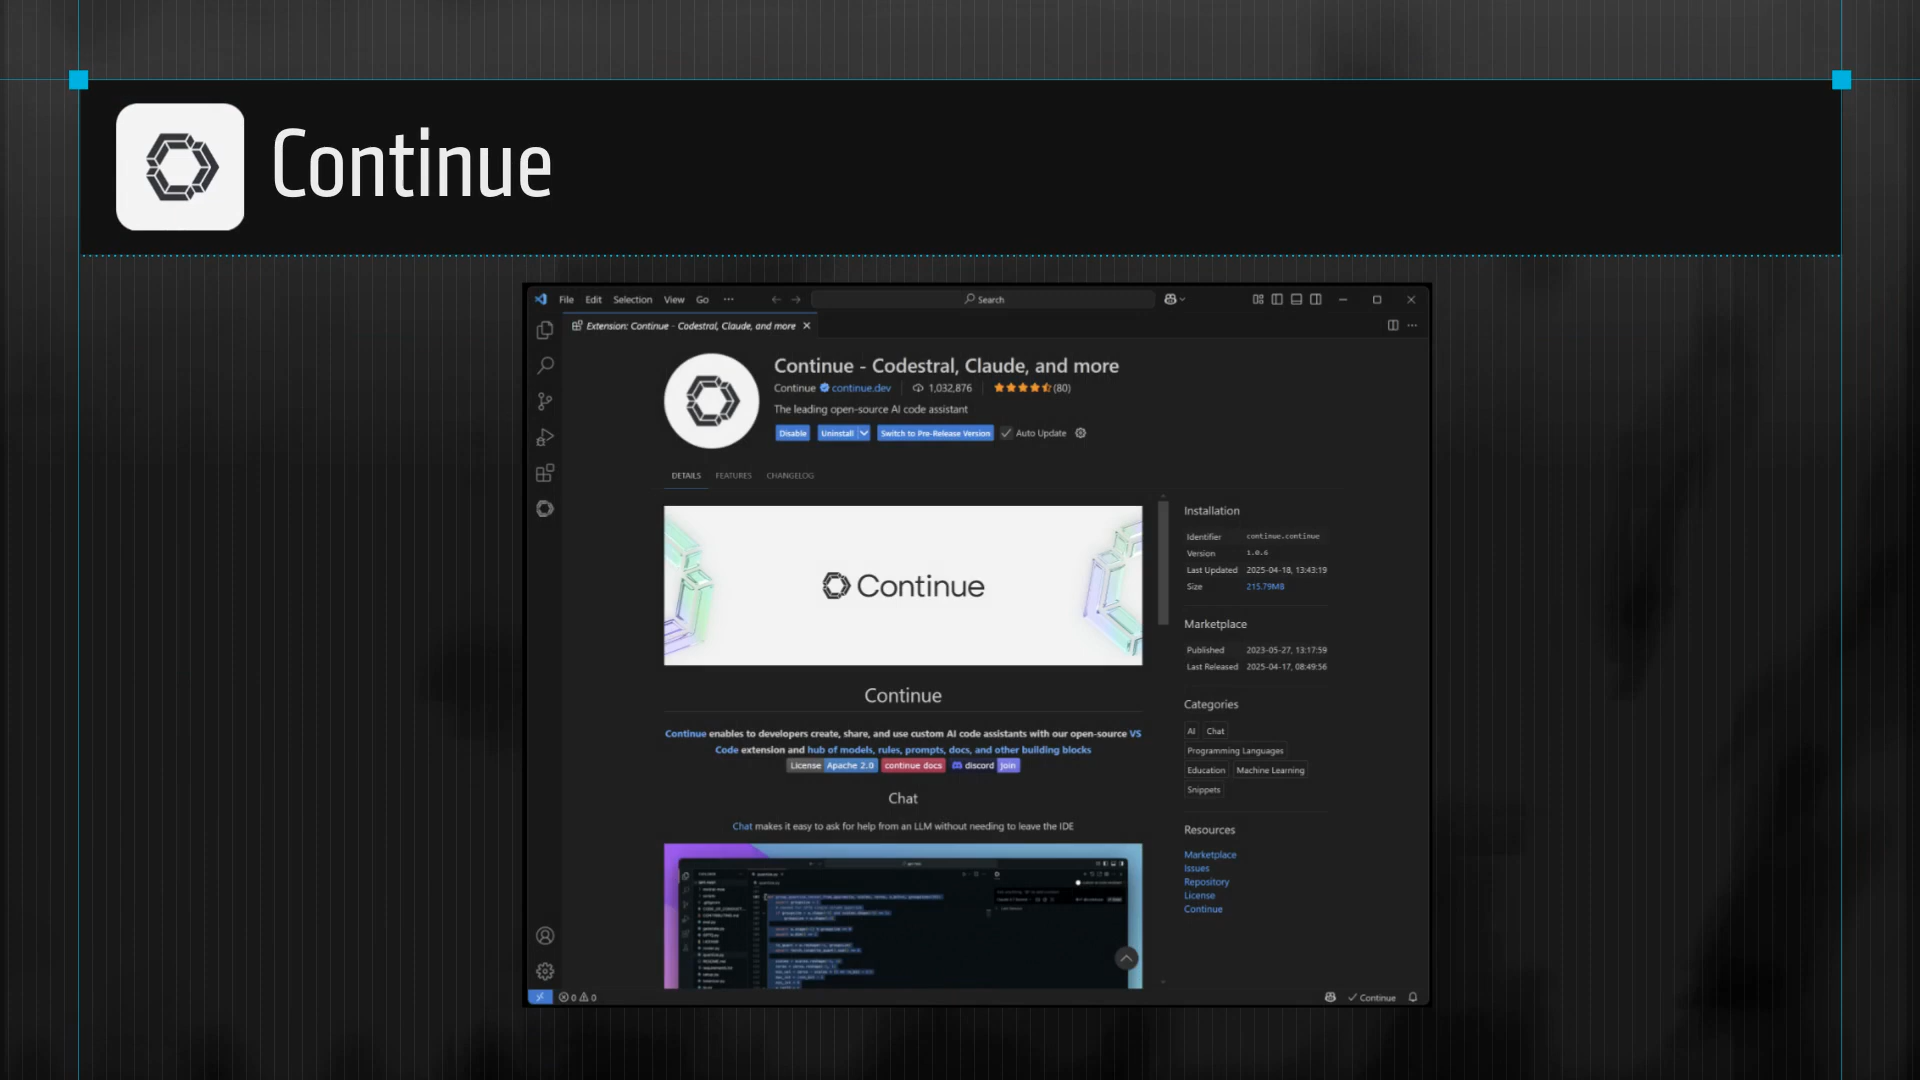 Continue
File Edit Selection View Go ··· Search
Extension: Continue - Codestral, Claude, and more
Continue - Codestral, Claude, and more
Continue continue.dev 1,032,876 (80)
The leading open-source AI code assistant
Disable Uninstall Switch to Pre-Release Version Auto Update
DETAILS FEATURES CHANGELOG
Continue
Continue
Continue enables to developers create, share, and use custom AI code assistants with our open-source VS
Code extension and hub of models, rules, prompts, docs, and other building blocks
License Apache 2.0 continue docs discord join
Chat
Chat makes it easy to ask for help from an LLM without needing to leave the IDE
Installation
Identifier continue.continue
Version 1.0.6
Last Updated 2025-04-18, 13:43:19
Size 215.79MB
Marketplace
Published 2023-05-27, 13:17:59
Last Released 2025-04-17, 08:49:56
Categories
AI Chat
Programming Languages
Education Machine Learning
Snippets
Resources
Marketplace
Issues
Repository
License
Continue
0 0 Continue